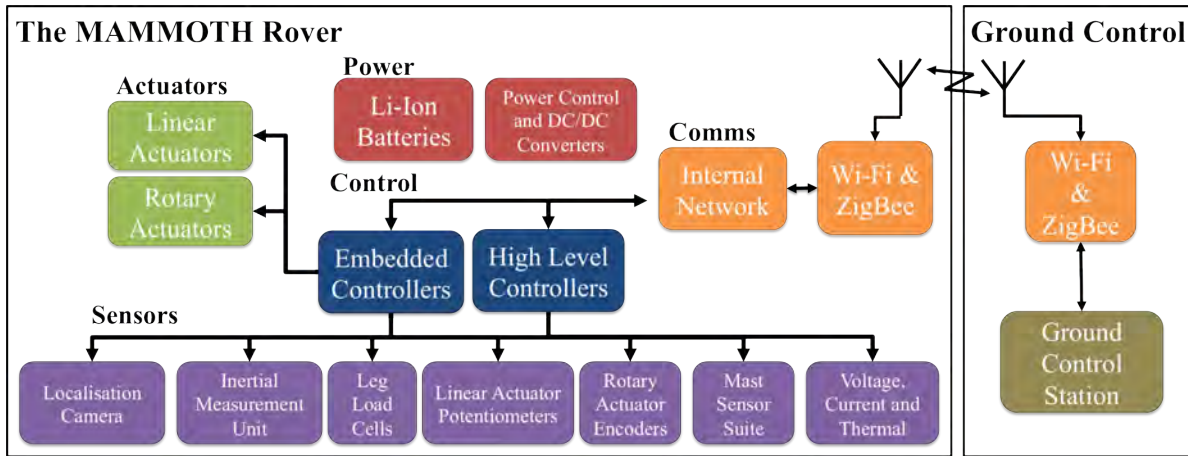 The MAMMOTH Rover
Ground Control
Power
Actuators
Li-Ion
Batteries
Power Control
and DC/DC
Converters
Linear
Actuators
Comms
Rotary
Actuators
Control
Internal
Network
Wi-Fi &
ZigBee
Wi-Fi
&
ZigBee
Embedded
Controllers
High Level
Controllers
Sensors
Localisation
Camera
Inertial
Measurement
Unit
Leg
Load
Cells
Linear Actuator
Potentiometers
Rotary
Actuator
Encoders
Mast
Sensor
Suite
Voltage,
Current and
Thermal
Ground
Control
Station